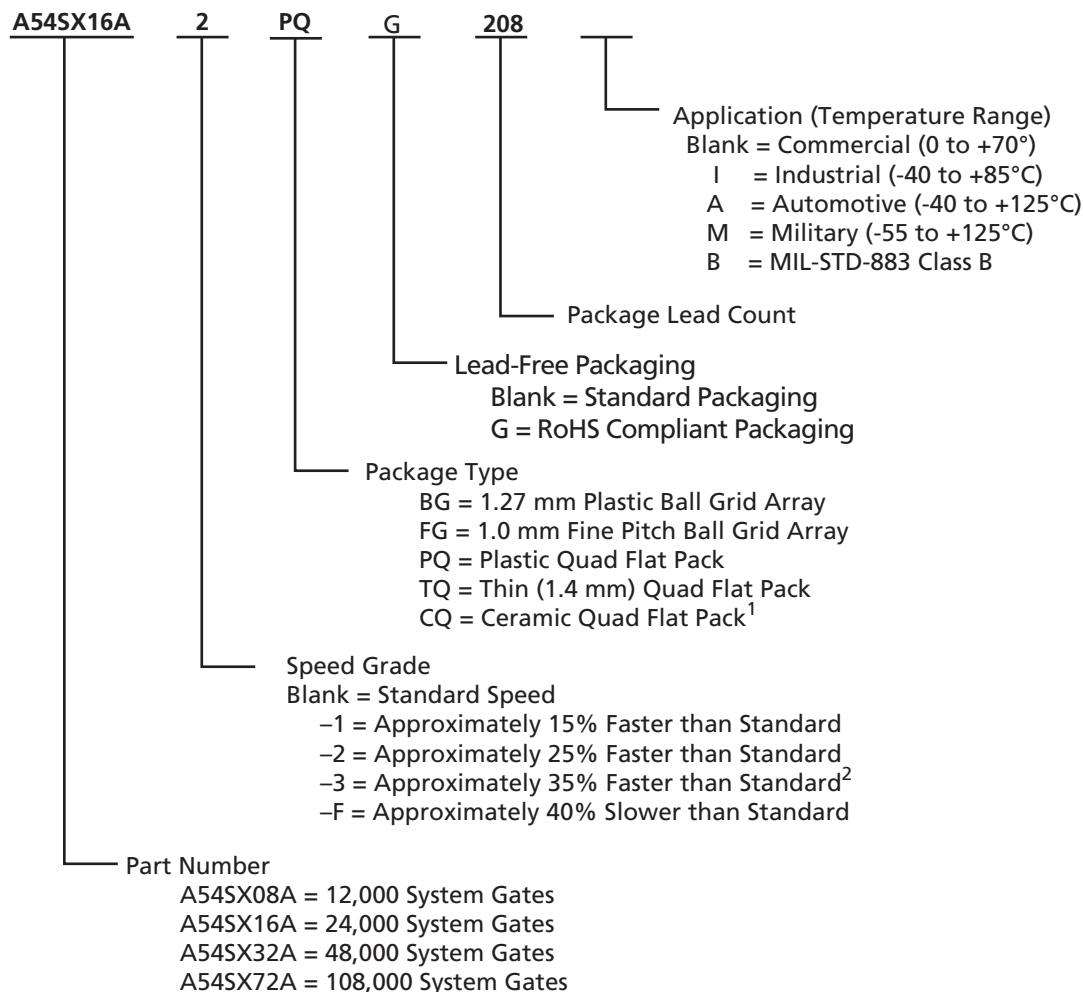 A54SX16A 2 PQ G 208
Application (Temperature Range)
Blank = Commercial (0 to +70°)
I = Industrial (-40 to +85°C)
A = Automotive (-40 to +125°C)
M = Military (-55 to +125°C)
B = MIL-STD-883 Class B
Package Lead Count
Lead-Free Packaging
Blank = Standard Packaging
G = RoHS Compliant Packaging
Package Type
BG = 1.27 mm Plastic Ball Grid Array
FG = 1.0 mm Fine Pitch Ball Grid Array
PQ = Plastic Quad Flat Pack
TQ = Thin (1.4 mm) Quad Flat Pack
CQ = Ceramic Quad Flat Pack1
Speed Grade
Blank = Standard Speed
–1 = Approximately 15% Faster than Standard
–2 = Approximately 25% Faster than Standard
–3 = Approximately 35% Faster than Standard2
–F = Approximately 40% Slower than Standard
Part Number
A54SX08A = 12,000 System Gates
A54SX16A = 24,000 System Gates
A54SX32A = 48,000 System Gates
A54SX72A = 108,000 System Gates